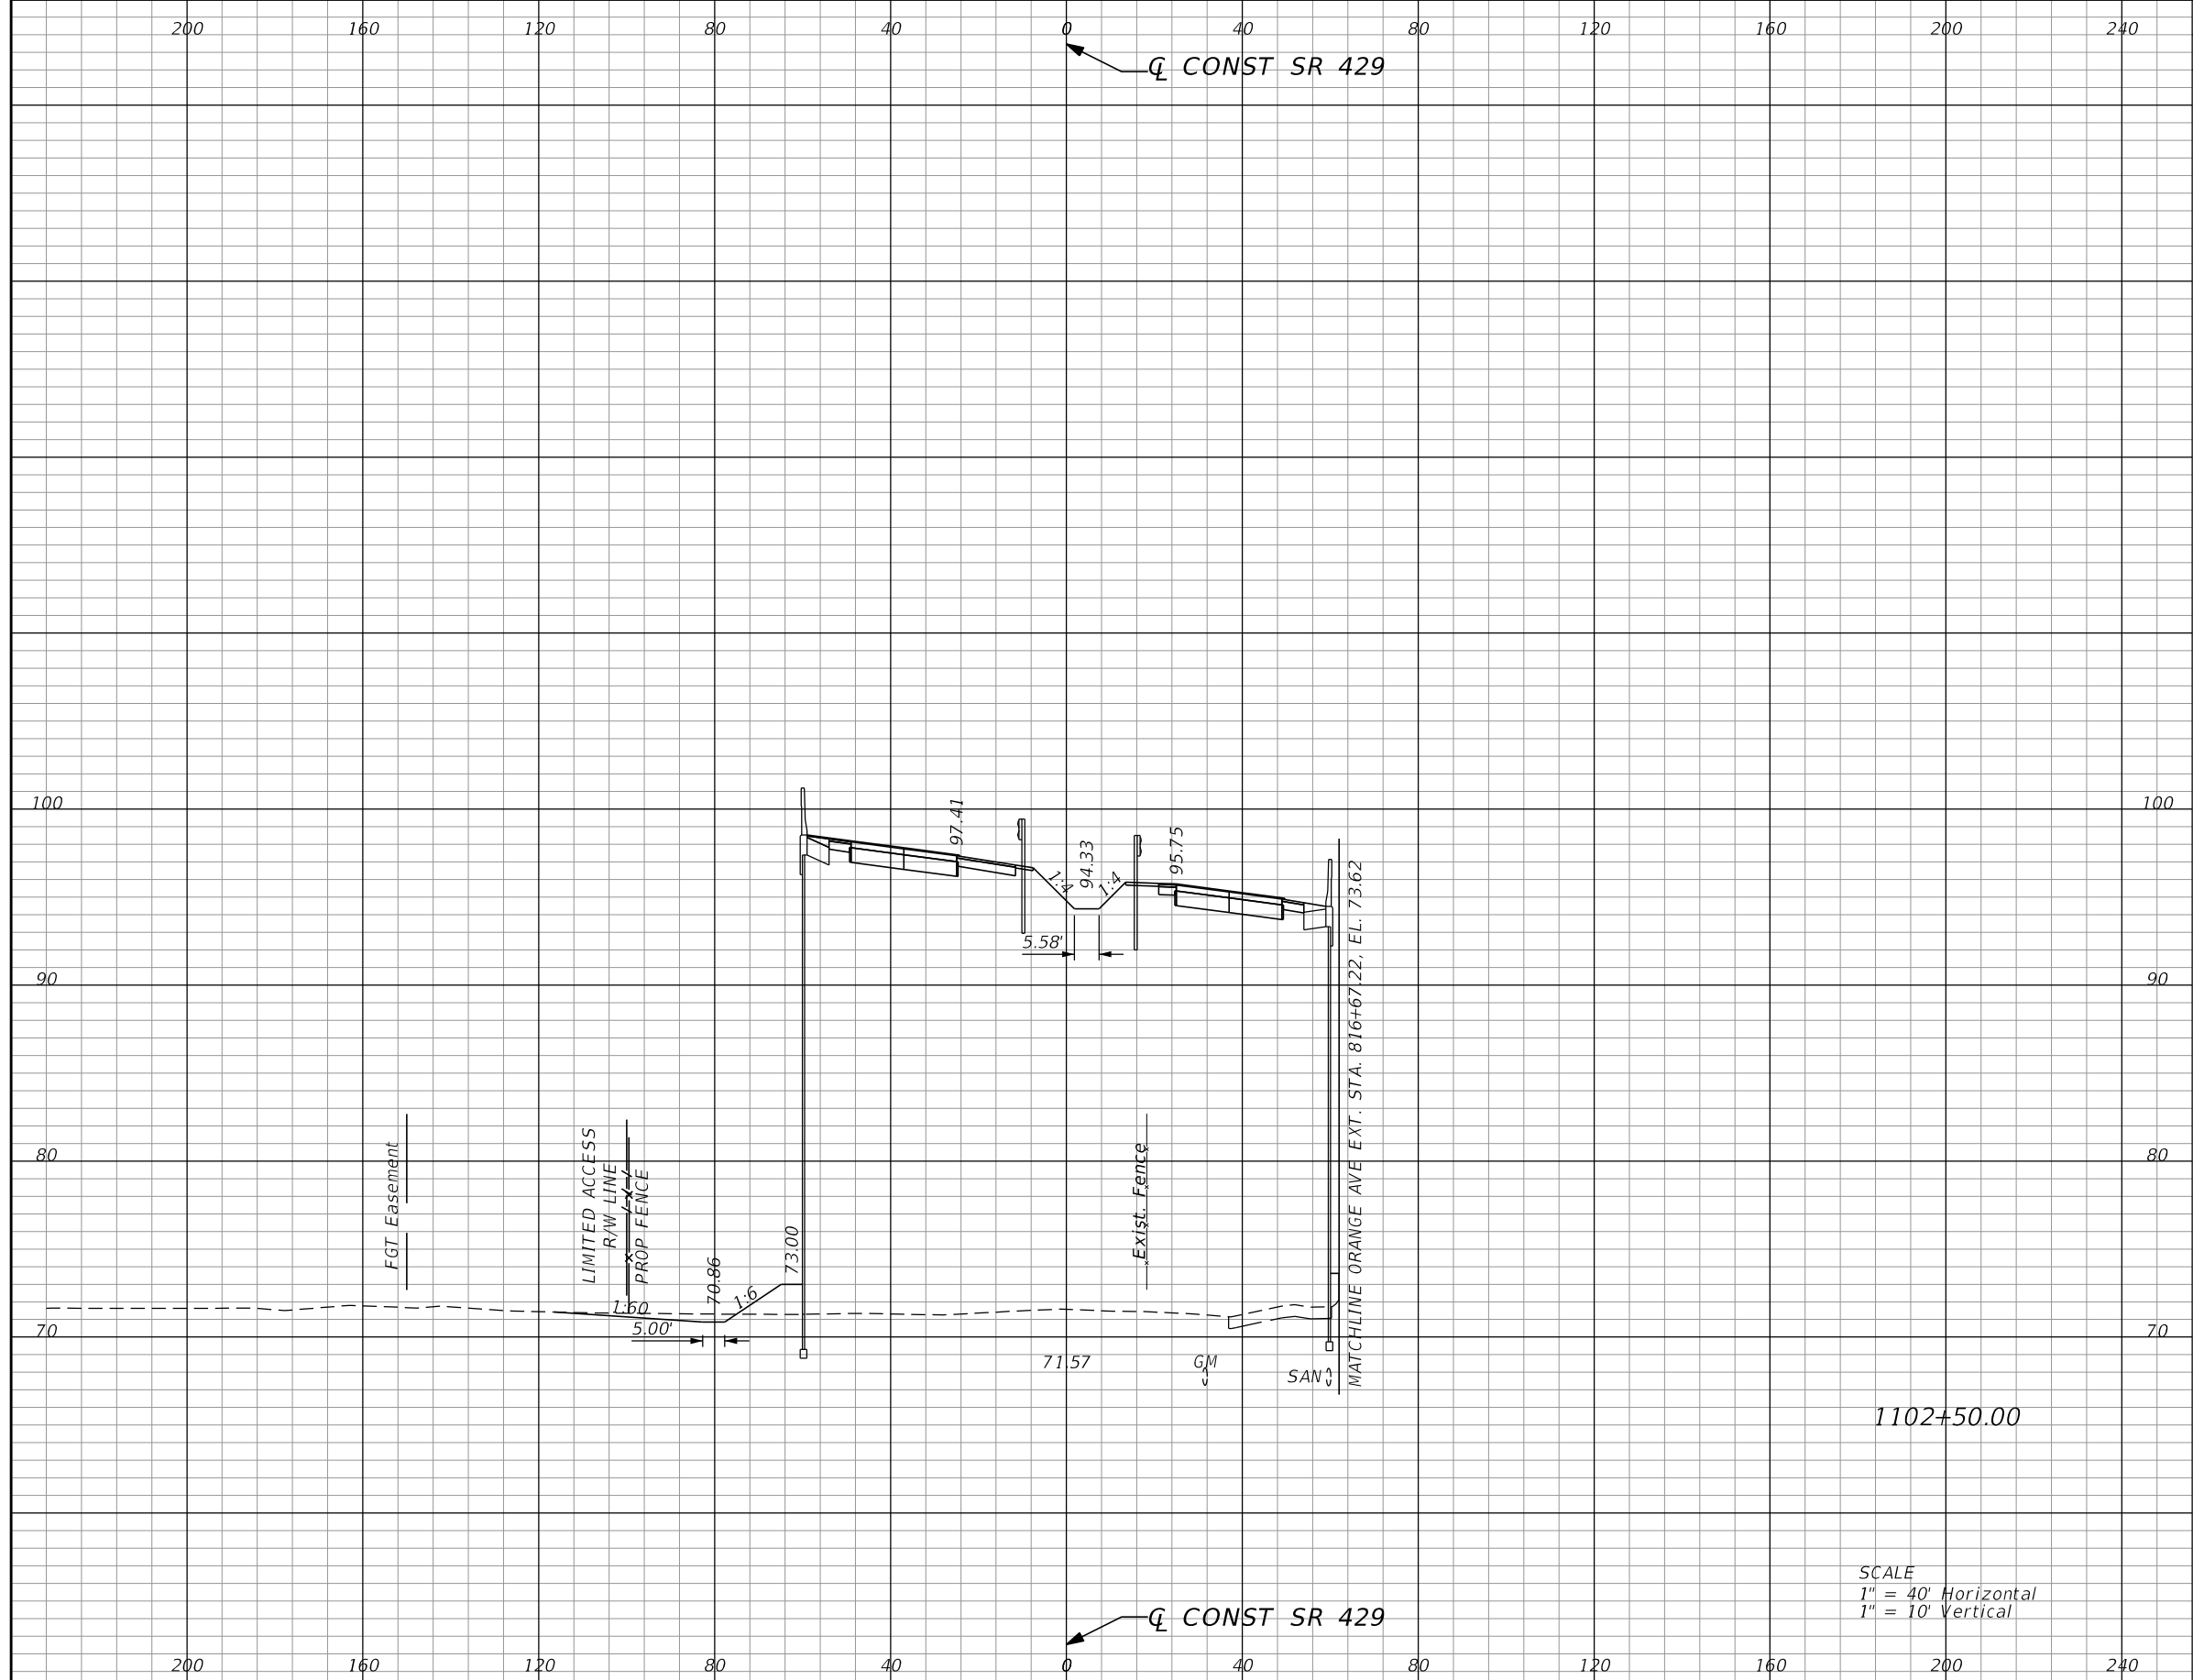 200 160 120 80 40 0 40 80 120 160 200 240
℄ CONST SR 429
100 100
97.41
94.33
95.75
1:4
1:4
5.58'
90 90
MATCHLINE ORANGE AVE EXT. STA. 816+67.22, EL. 73.62
80 80
FGT Easement
LIMITED ACCESS
R/W LINE
PROP FENCE
Exist. Fence
73.00
70.86
1:6
1:60
5.00'
70 70
71.57
GM
SAN
1102+50.00
SCALE
1" = 40' Horizontal
1" = 10' Vertical
℄ CONST SR 429
200 160 120 80 40 0 40 80 120 160 200 240